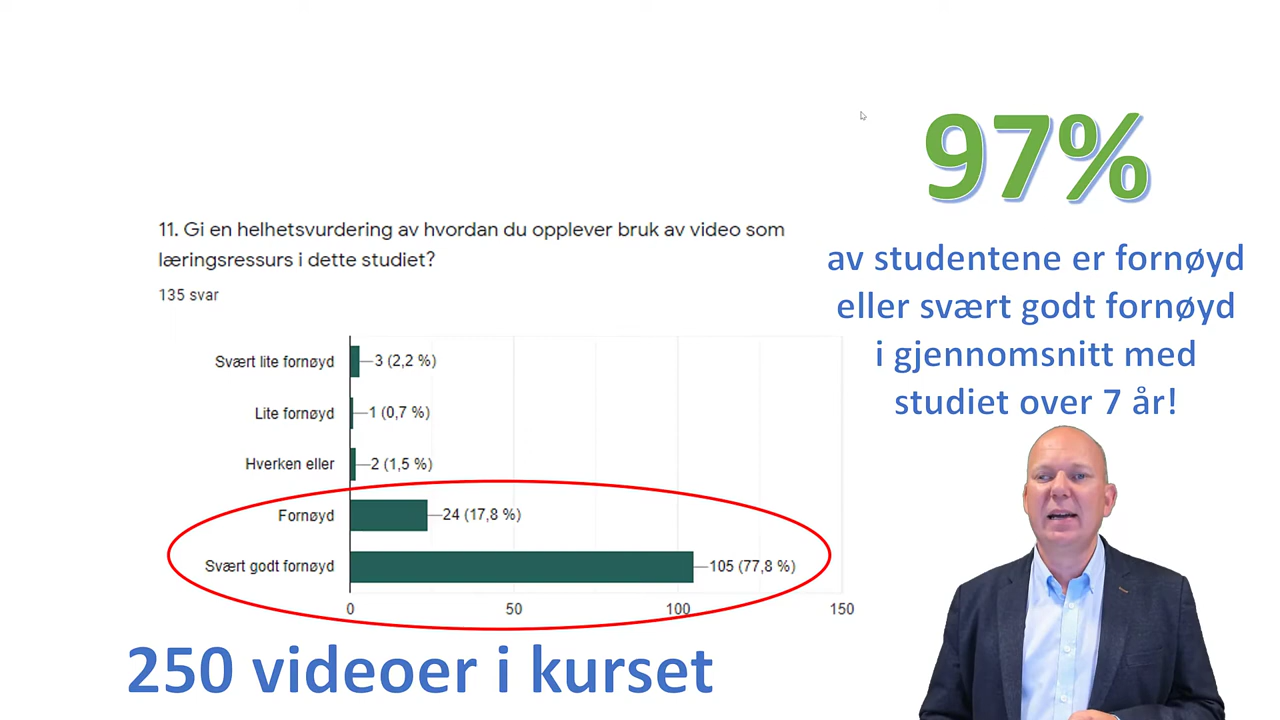 97%
av studentene er fornøyd
eller svært godt fornøyd
i gjennomsnitt med
studiet over 7 år!
11. Gi en helhetsvurdering av hvordan du opplever bruk av video som
læringsressurs i dette studiet?
135 svar
Svært lite fornøyd 3 (2,2 %)
Lite fornøyd 1 (0,7 %)
Hverken eller 2 (1,5 %)
Fornøyd 24 (17,8 %)
Svært godt fornøyd 105 (77,8 %)
0 50 100 150
250 videoer i kurset